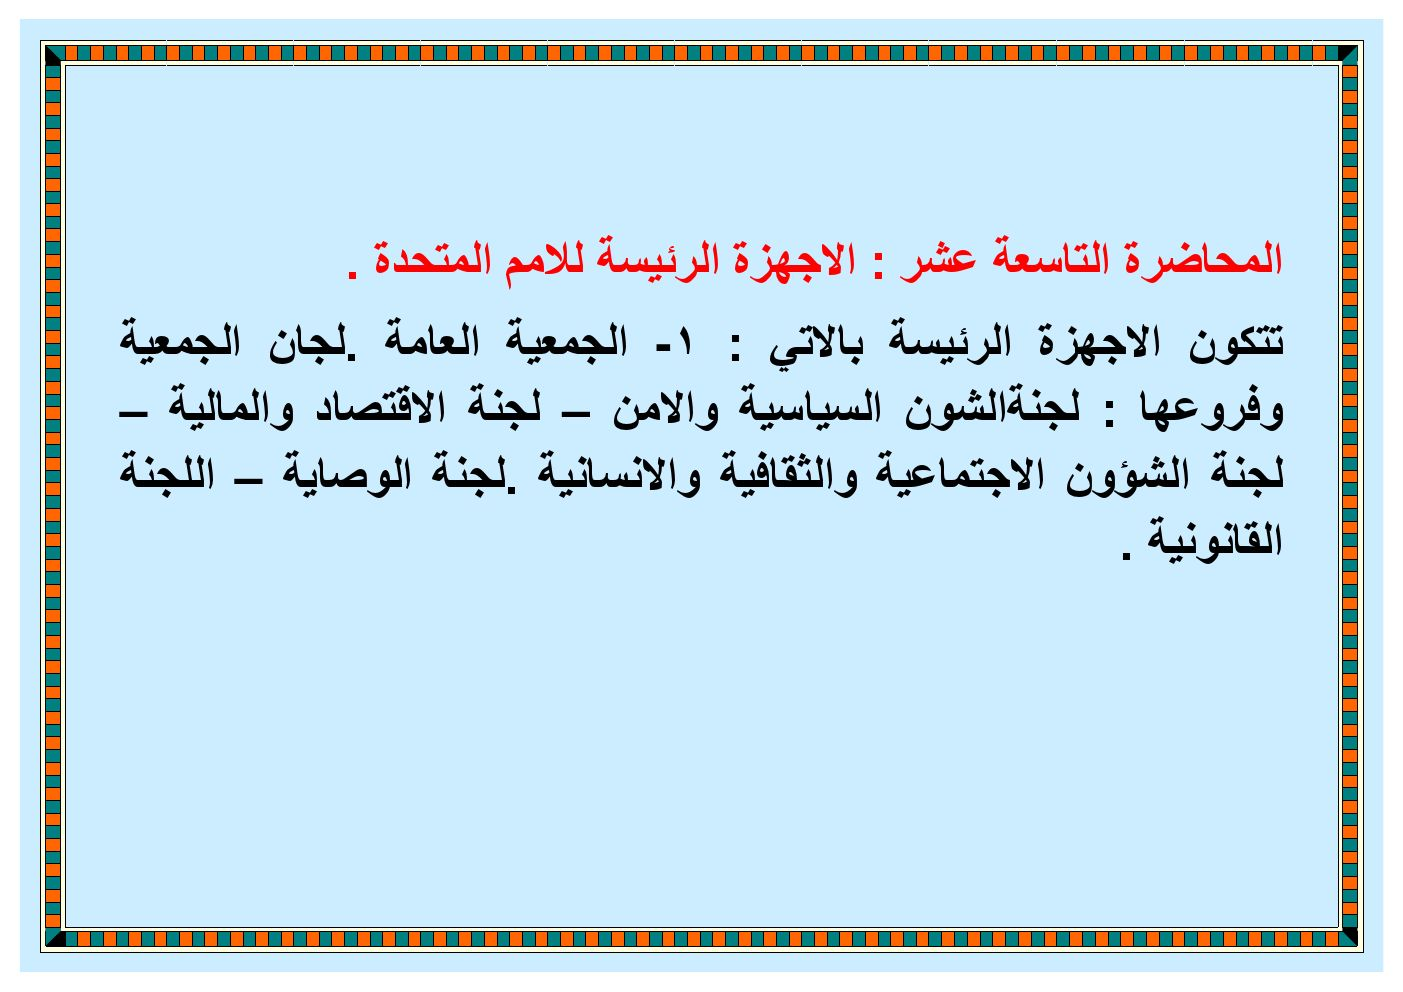 المحاضرة التاسعة عشر : الاجهزة الرئيسة للامم المتحدة .
تتكون الاجهزة الرئيسة بالاتي : ١- الجمعية العامة .لجان الجمعية
وفروعها : لجنةالشون السياسية والامن – لجنة الاقتصاد والمالية –
لجنة الشؤون الاجتماعية والثقافية والانسانية .لجنة الوصاية – اللجنة
القانونية .